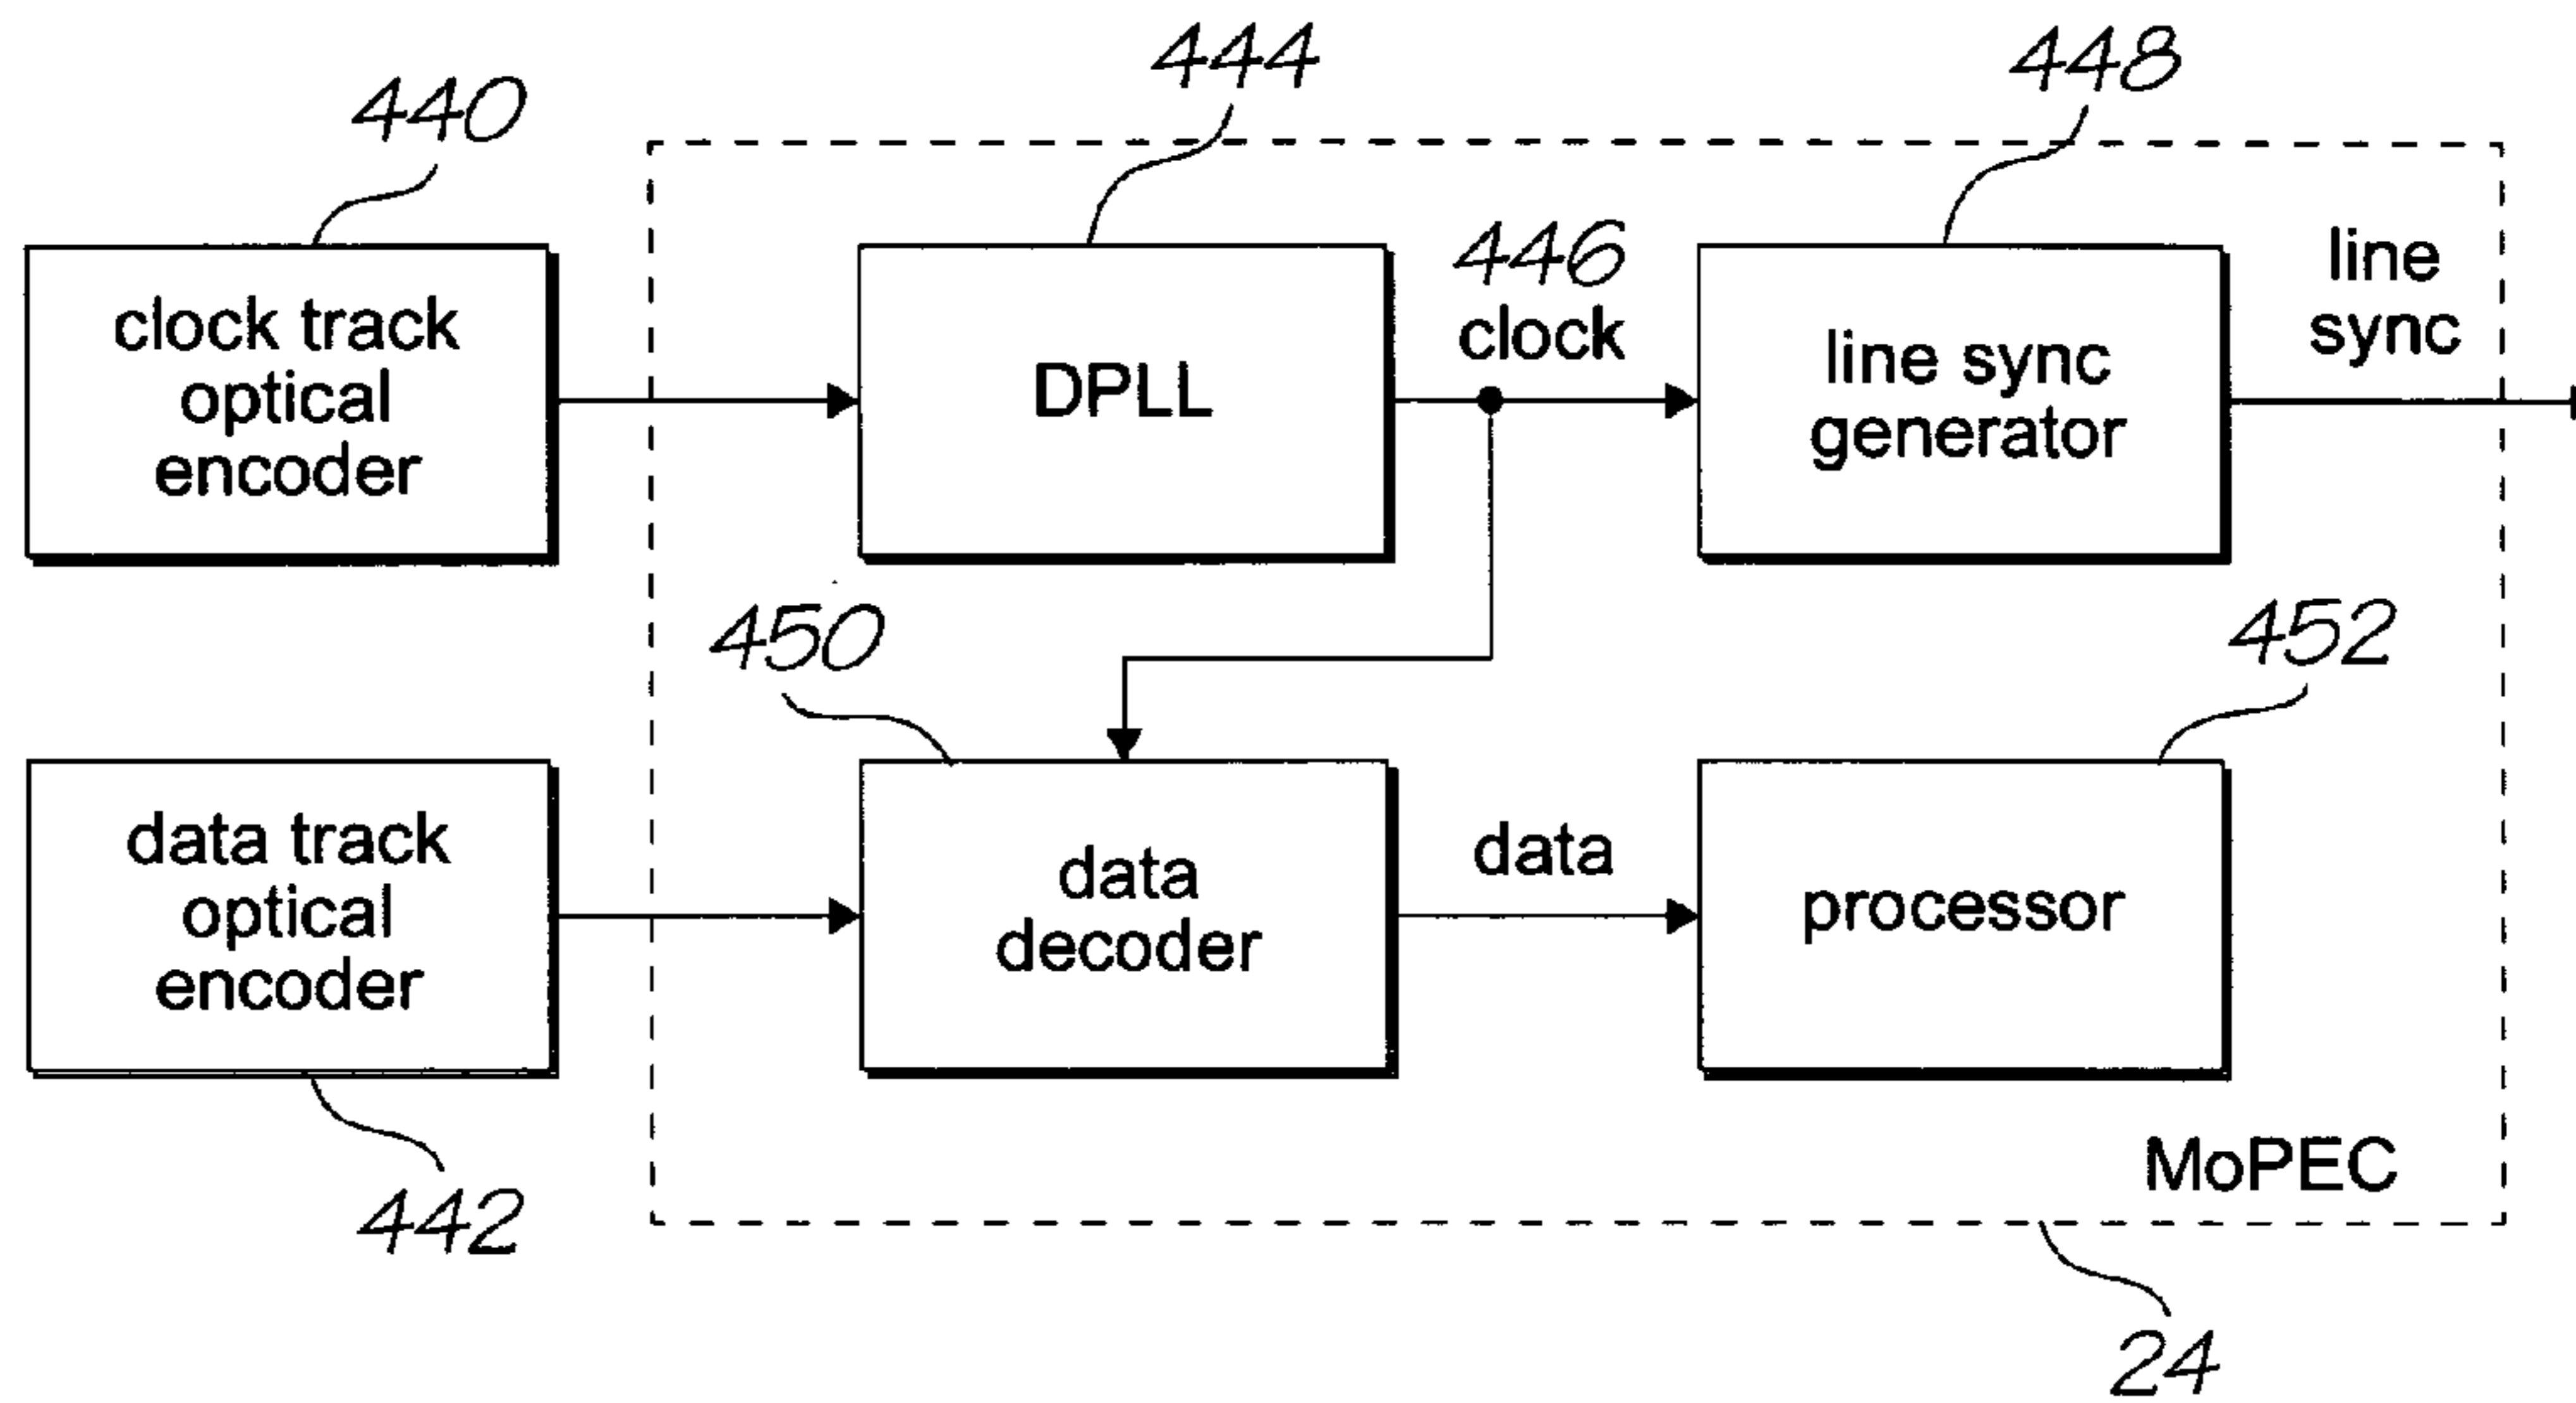 440
444
448
clock track
optical
encoder
DPLL
446
clock
line sync
generator
line
sync
450
452
data track
optical
encoder
data
decoder
data
processor
MoPEC
442
24